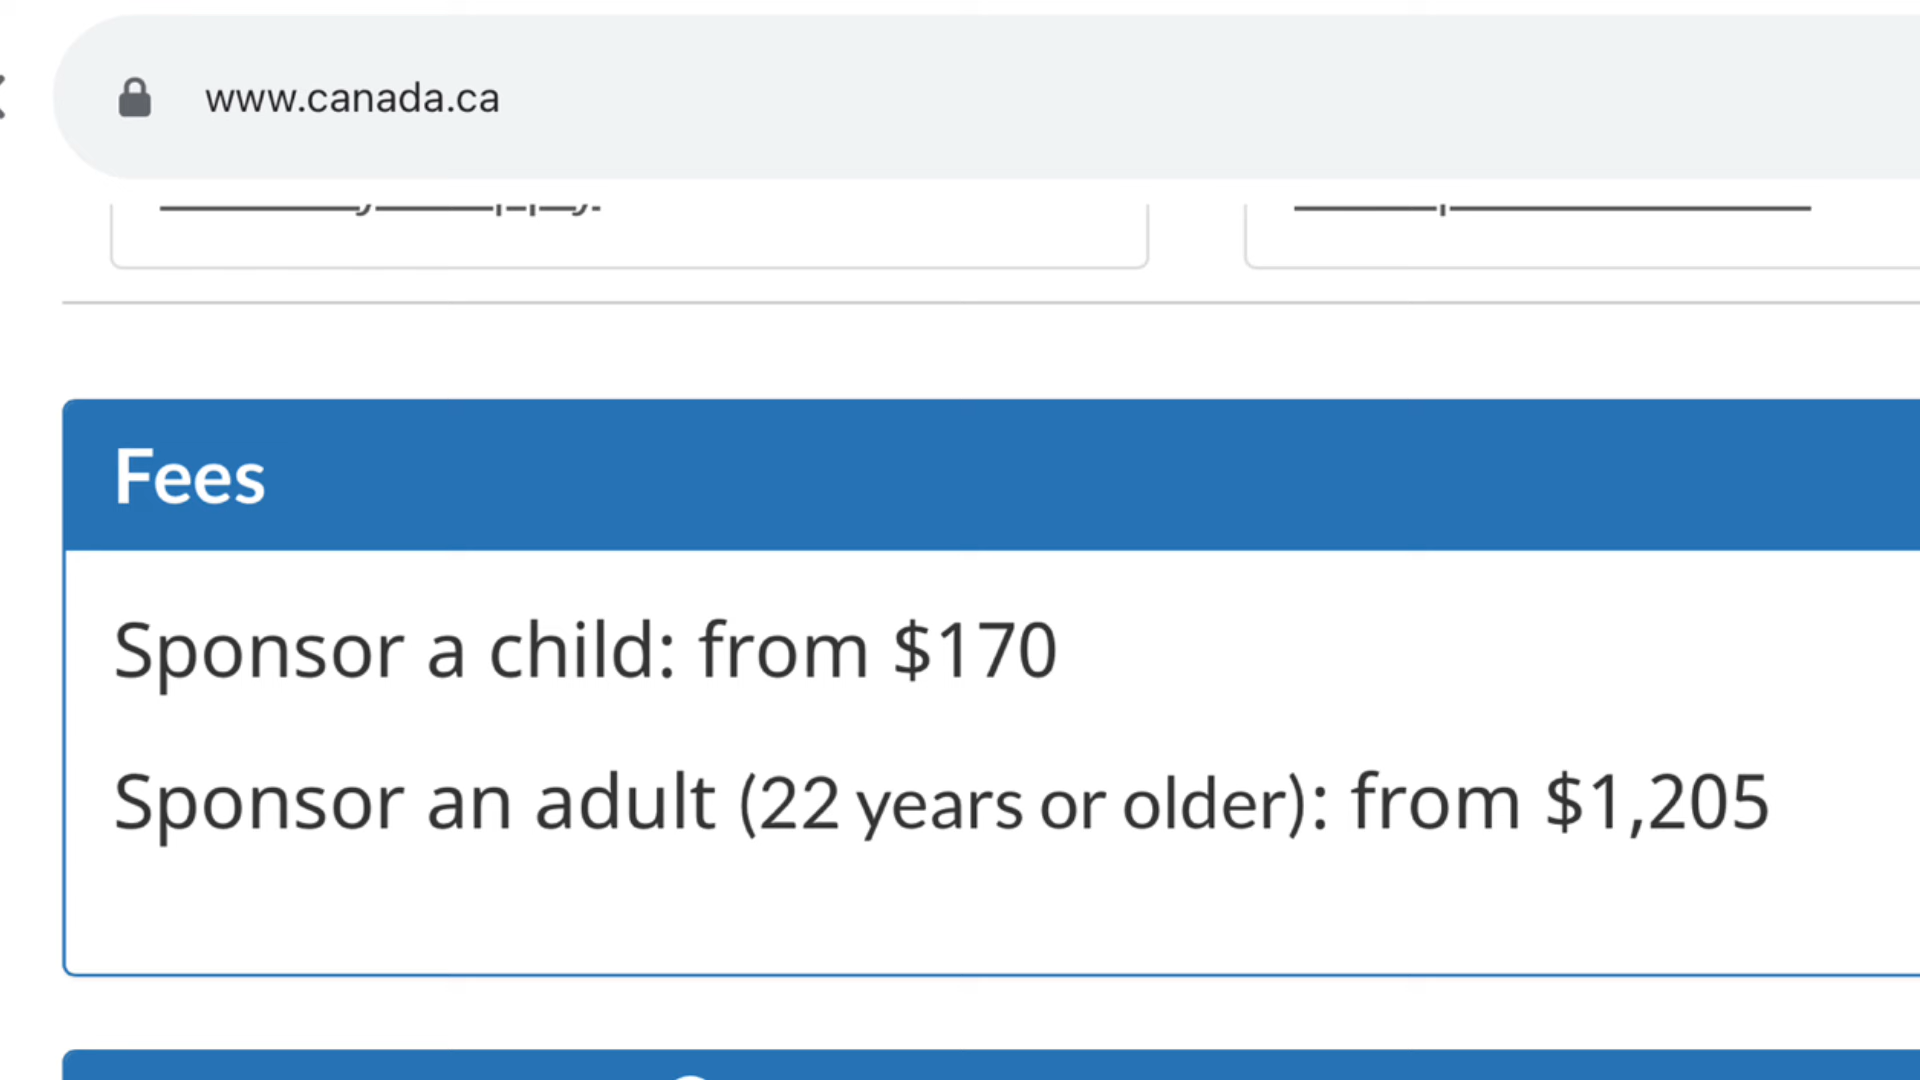 www.canada.ca
Fees
Sponsor a child: from $170
Sponsor an adult (22 years or older): from $1,205